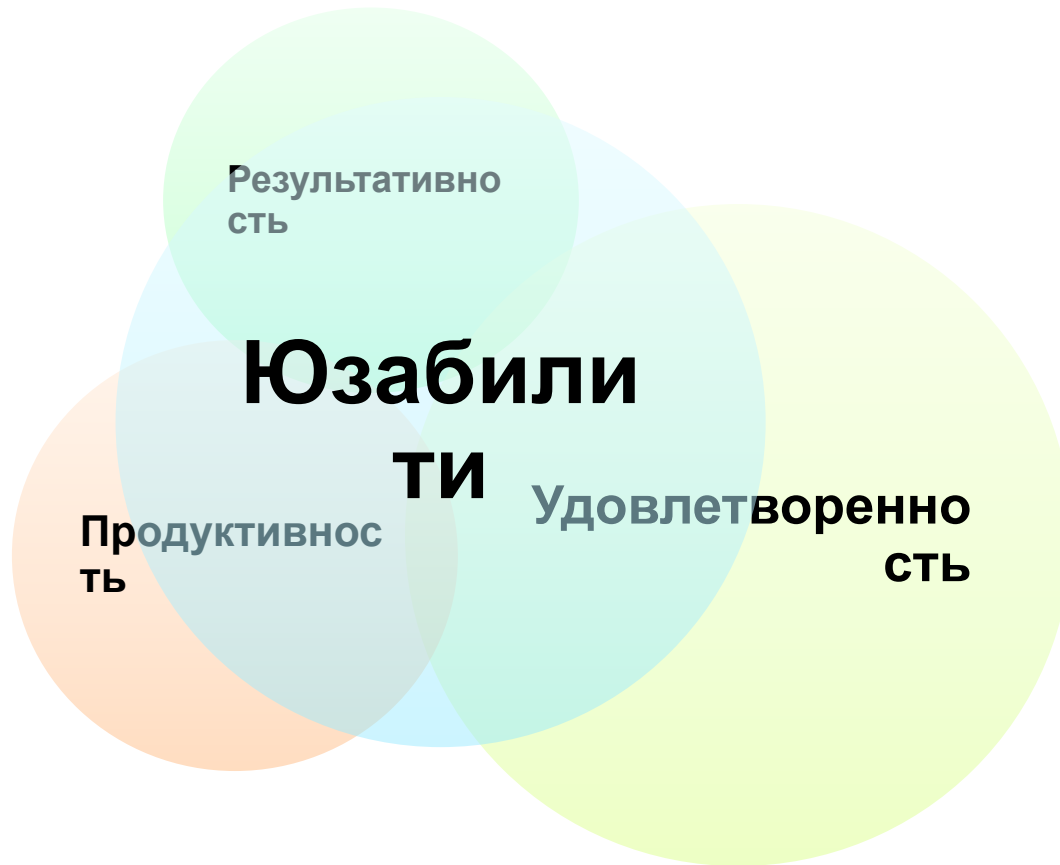 Результативно
сть
Юзабили
ти
Удовлетворенно
сть
Продуктивнос
ть